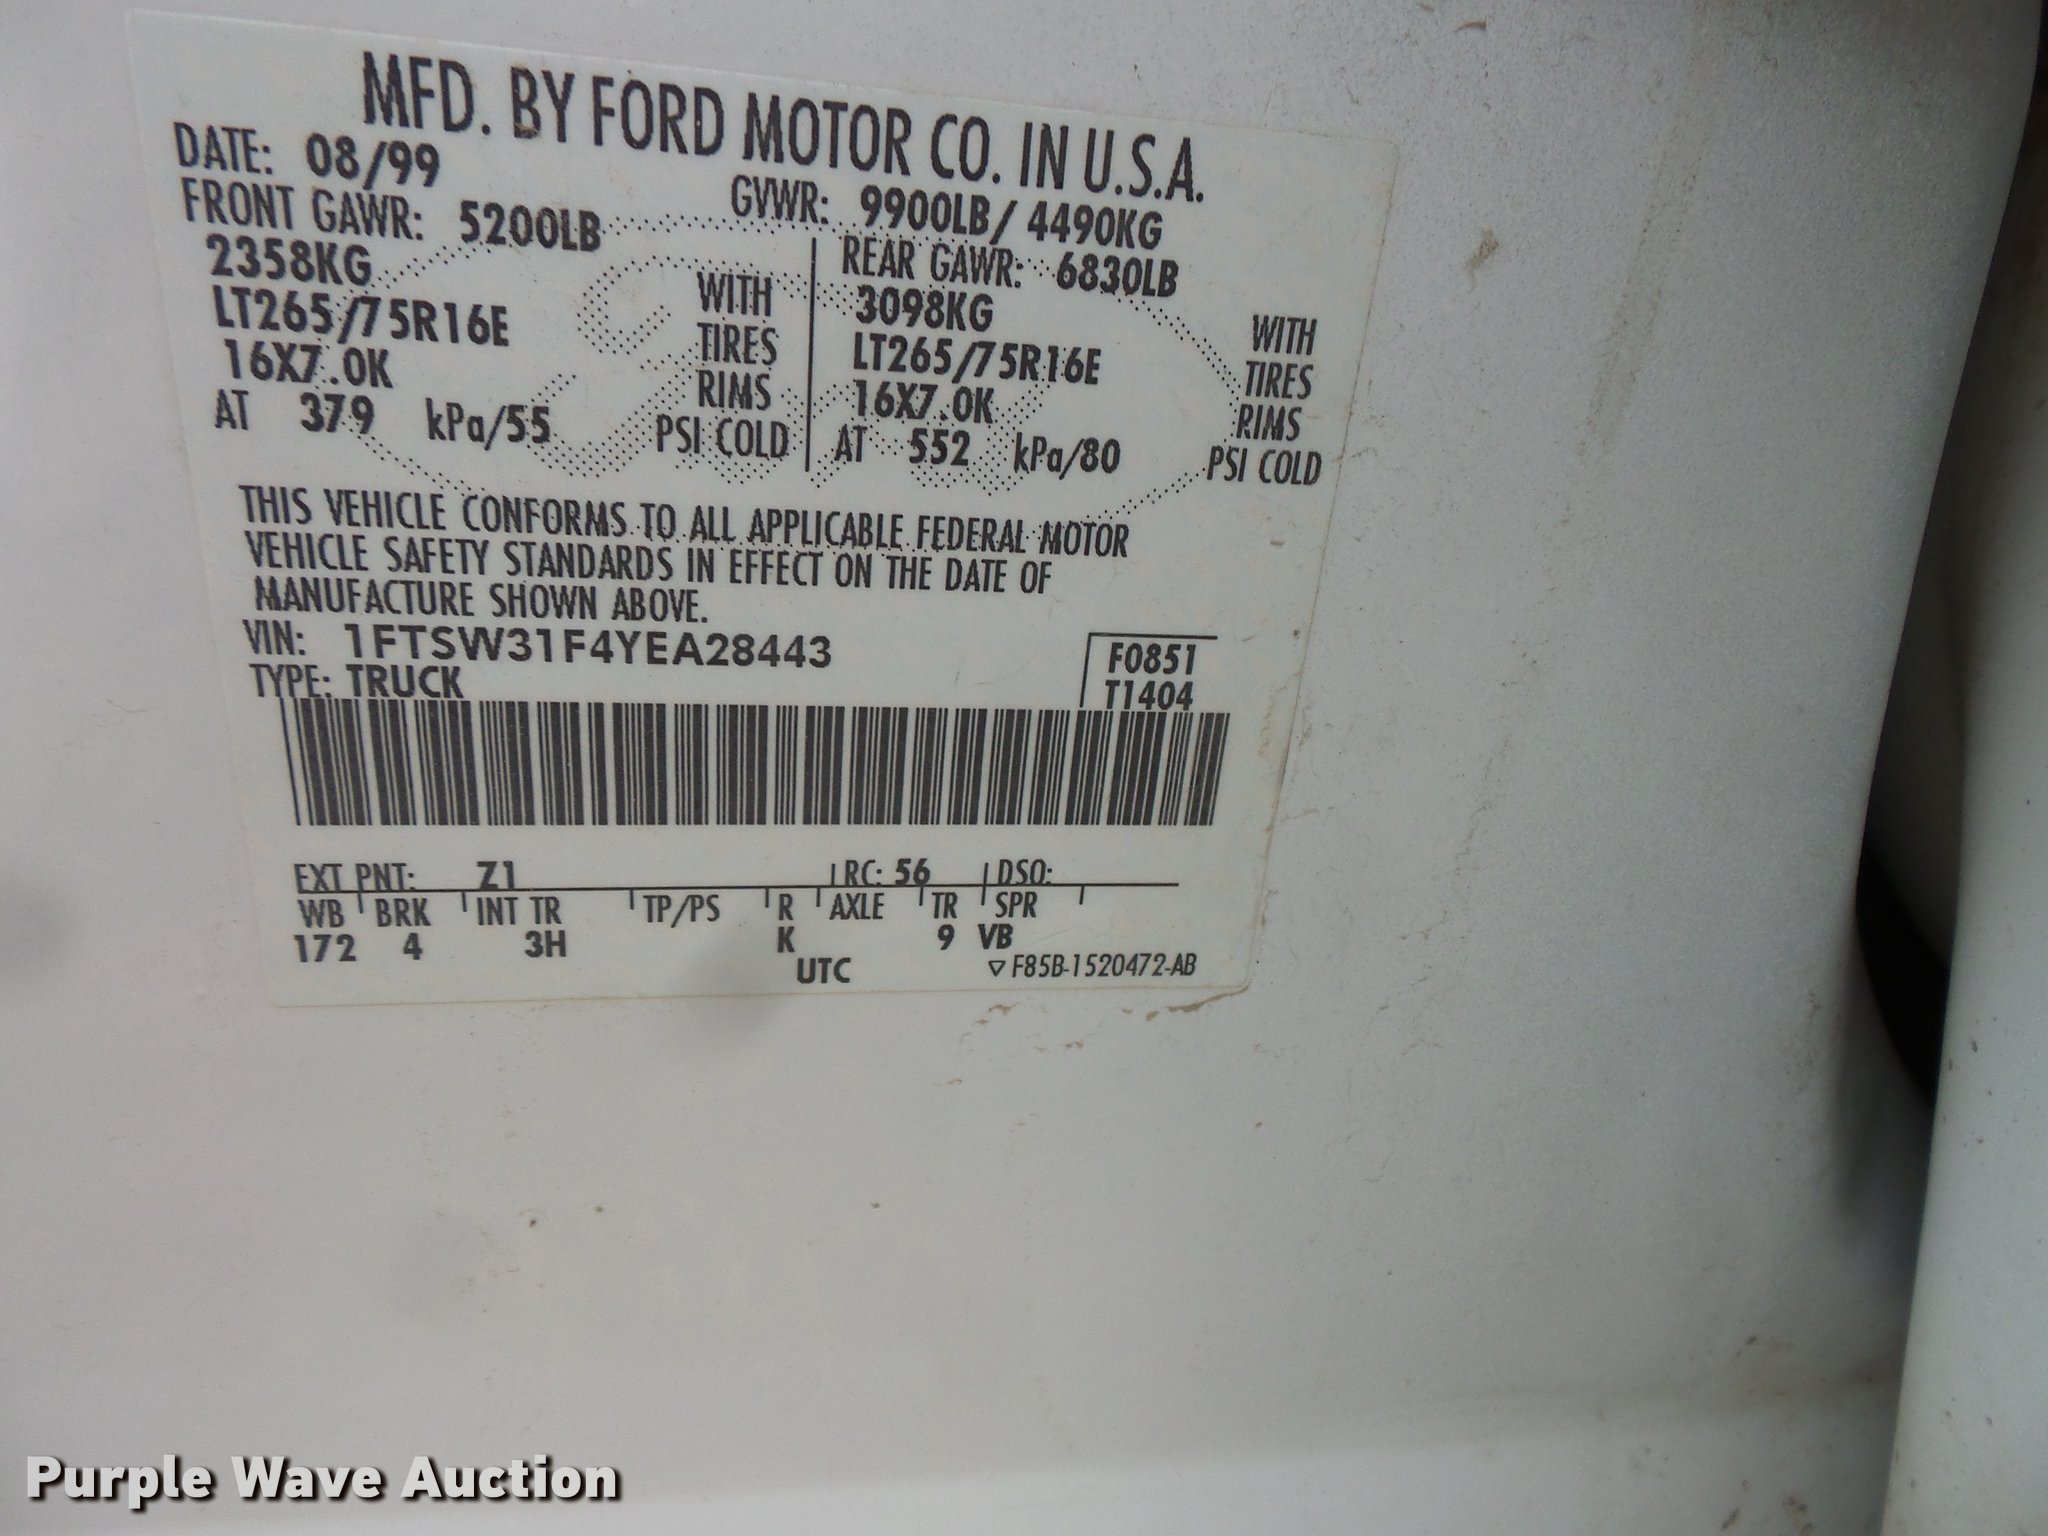 MFD. BY FORD MOTOR CO. IN U.S.A.
DATE: 08/99 GVWR: 9900LB/ 4490KG
FRONT GAWR: 5200LB REAR GAWR: 6830LB
2358KG WITH 3098KG WITH
LT265/75R16E TIRES LT265/75R16E TIRES
16X7.0K RIMS 16X7.0K RIMS
AT 379 kPa/55 PSI COLD AT 552 kPa/80 PSI COLD
THIS VEHICLE CONFORMS TO ALL APPLICABLE FEDERAL MOTOR
VEHICLE SAFETY STANDARDS IN EFFECT ON THE DATE OF
MANUFACTURE SHOWN ABOVE.
VIN: 1FTSW31F4YEA28443 F0851
TYPE: TRUCK T1404
EXT PNT: Z1 RC: 56 DSO:
WB BRK INT TR TP/PS R AXLE TR SPR
172 4 3H K 9 VB
UTC F85B-1520472-AB
Purple Wave Auction